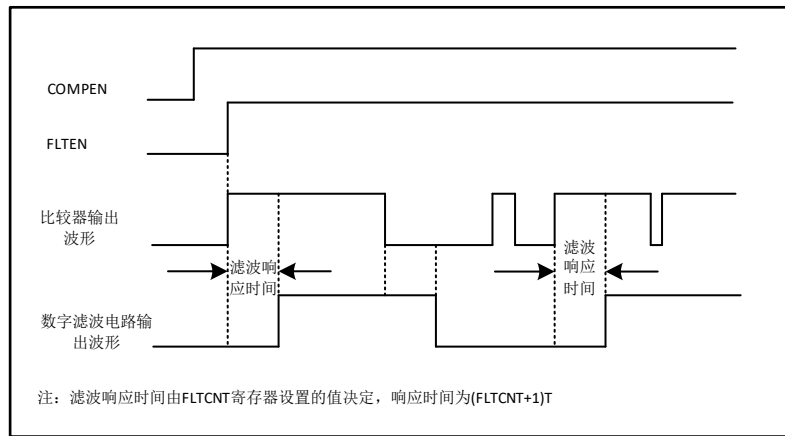 COMPEN
FLTEN
比较器输出
波形
滤波响
应时间
滤波
响应
时间
数字滤波电路输
出波形
注：滤波响应时间由FLTCNT寄存器设置的值决定，响应时间为(FLTCNT+1)T